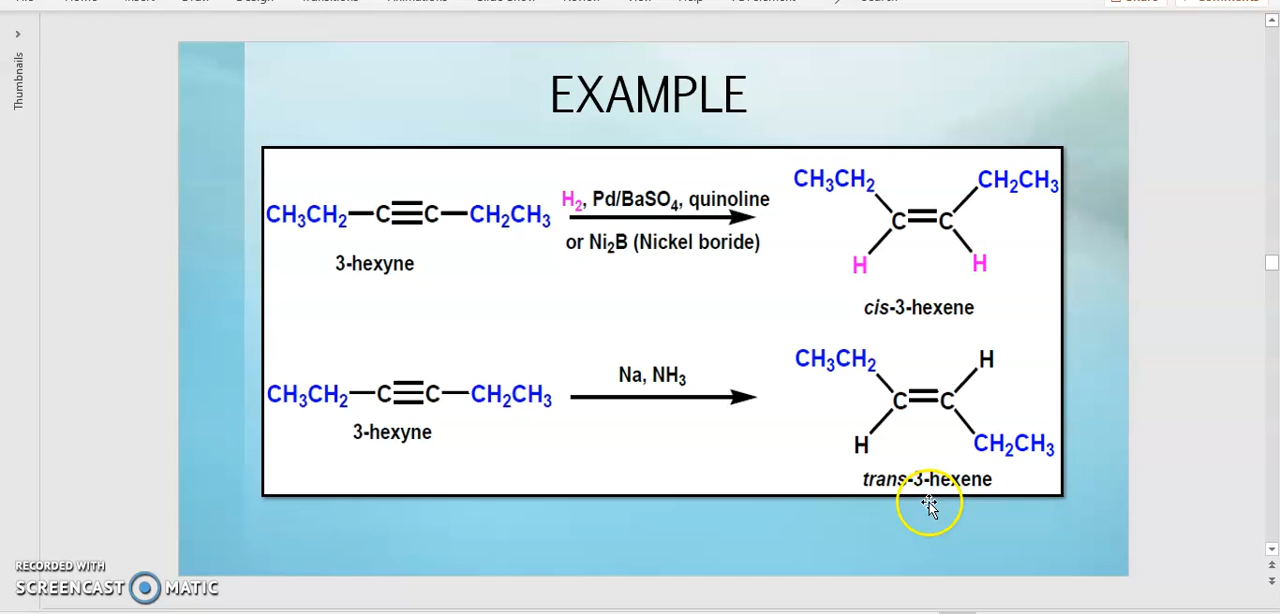 Thumbnails
EXAMPLE
CH₃CH₂—C≡C—CH₂CH₃
3-hexyne
H₂, Pd/BaSO₄, quinoline
or Ni₂B (Nickel boride)
CH₃CH₂ CH₂CH₃
C=C
H H
cis-3-hexene
CH₃CH₂—C≡C—CH₂CH₃
3-hexyne
Na, NH₃
CH₃CH₂ H
C=C
H CH₂CH₃
trans-3-hexene
RECORDED WITH
SCREENCAST MATIC